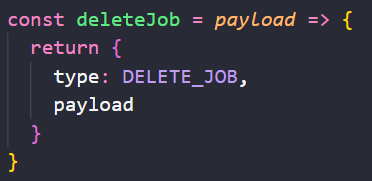 const deleteJob = payload => {
  return {
    type: DELETE_JOB,
    payload
  }
}